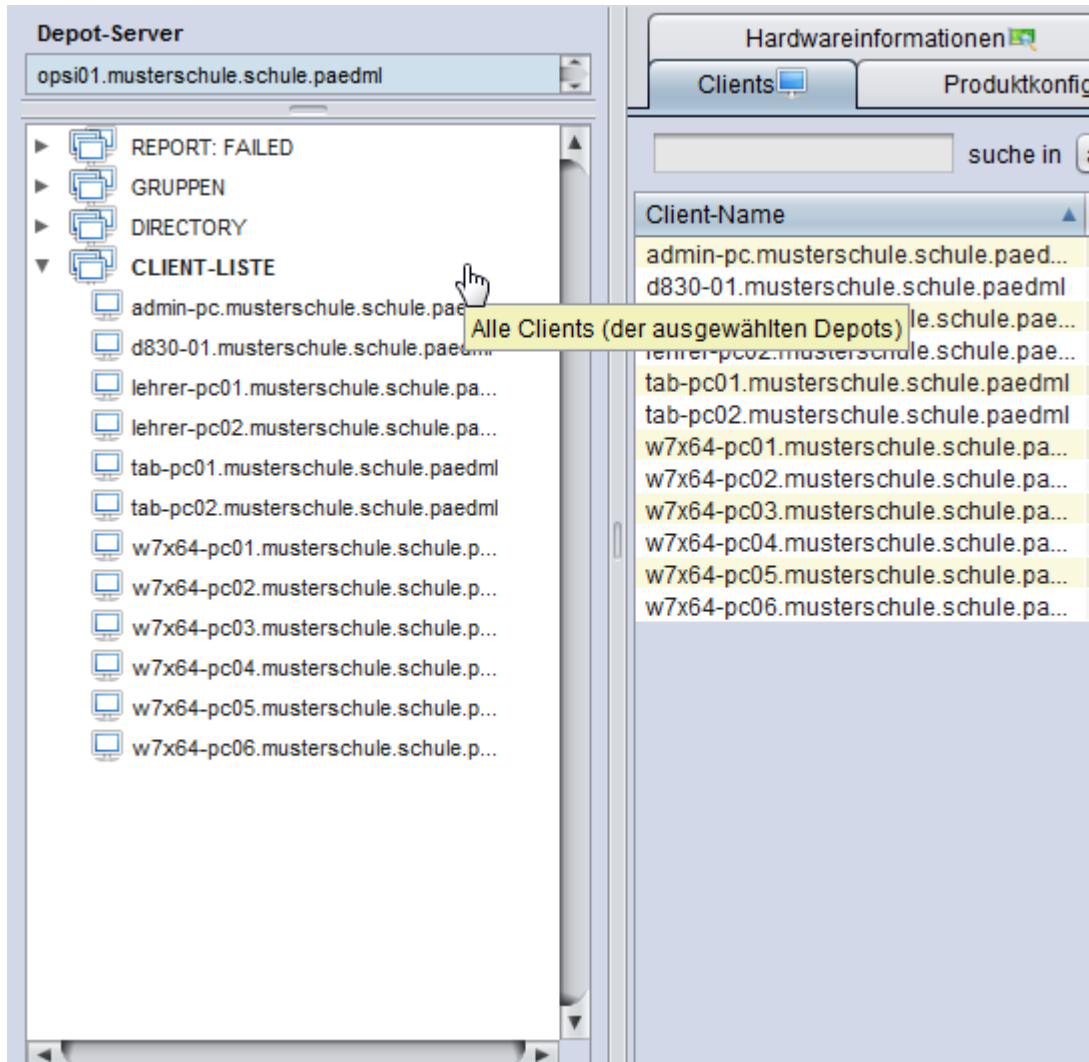 Depot-Server
opsi01.musterschule.schule.paedml
REPORT: FAILED
GRUPPEN
DIRECTORY
CLIENT-LISTE
admin-pc.musterschule.schule.pae
d830-01.musterschule.schule.paedml
lehrer-pc01.musterschule.schule.pa...
lehrer-pc02.musterschule.schule.pa...
tab-pc01.musterschule.schule.paedml
tab-pc02.musterschule.schule.paedml
w7x64-pc01.musterschule.schule.p...
w7x64-pc02.musterschule.schule.p...
w7x64-pc03.musterschule.schule.p...
w7x64-pc04.musterschule.schule.p...
w7x64-pc05.musterschule.schule.p...
w7x64-pc06.musterschule.schule.p...
Alle Clients (der ausgewählten Depots)
Hardwareinformationen
Clients
Produktkonfig
suche in
Client-Name
admin-pc.musterschule.schule.paed...
d830-01.musterschule.schule.paedml
le.schule.pae...
lehrer-pc02.musterschule.schule.pae...
tab-pc01.musterschule.schule.paedml
tab-pc02.musterschule.schule.paedml
w7x64-pc01.musterschule.schule.pa...
w7x64-pc02.musterschule.schule.pa...
w7x64-pc03.musterschule.schule.pa...
w7x64-pc04.musterschule.schule.pa...
w7x64-pc05.musterschule.schule.pa...
w7x64-pc06.musterschule.schule.pa...